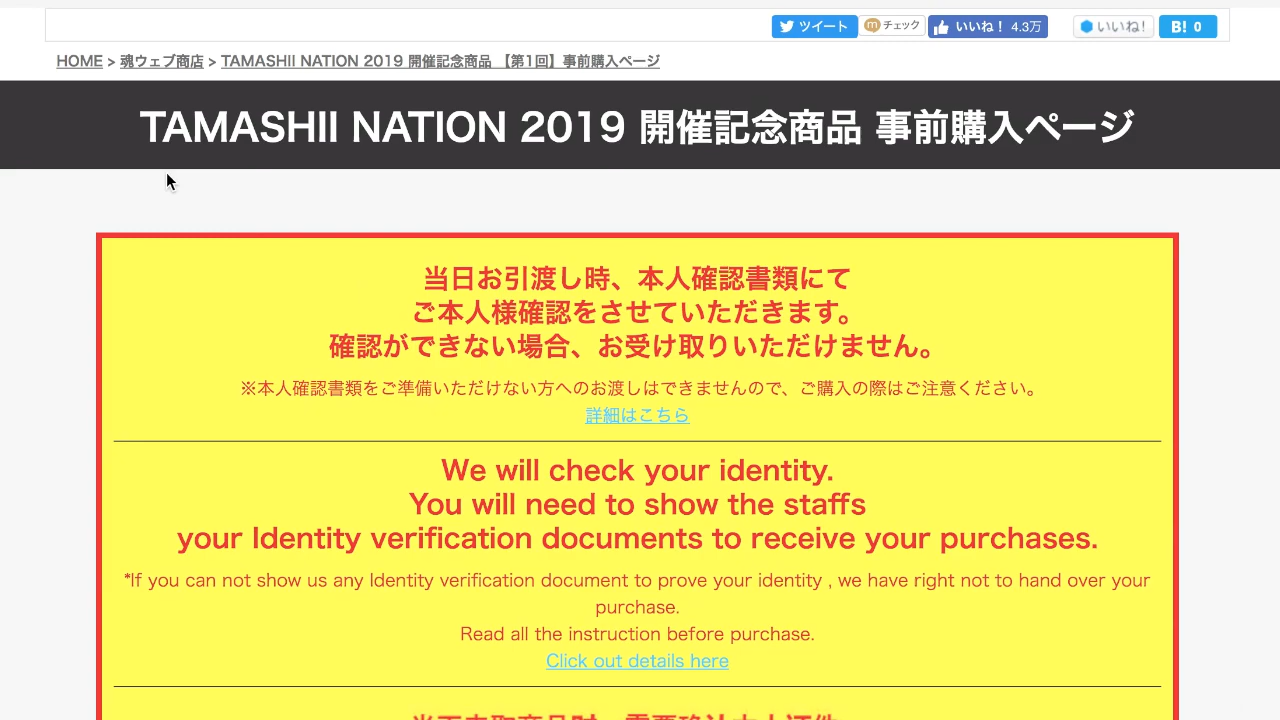 ツイート チェック いいね！ 4.3万 いいね! B! 0
HOME > 魂ウェブ商店 > TAMASHII NATION 2019 開催記念商品 【第1回】事前購入ページ
TAMASHII NATION 2019 開催記念商品 事前購入ページ
当日お引渡し時、本人確認書類にて
ご本人様確認をさせていただきます。
確認ができない場合、お受け取りいただけません。
※本人確認書類をご準備いただけない方へのお渡しはできませんので、ご購入の際はご注意ください。
詳細はこちら
We will check your identity.
You will need to show the staffs
your Identity verification documents to receive your purchases.
*If you can not show us any Identity verification document to prove your identity , we have right not to hand over your
purchase.
Read all the instruction before purchase.
Click out details here